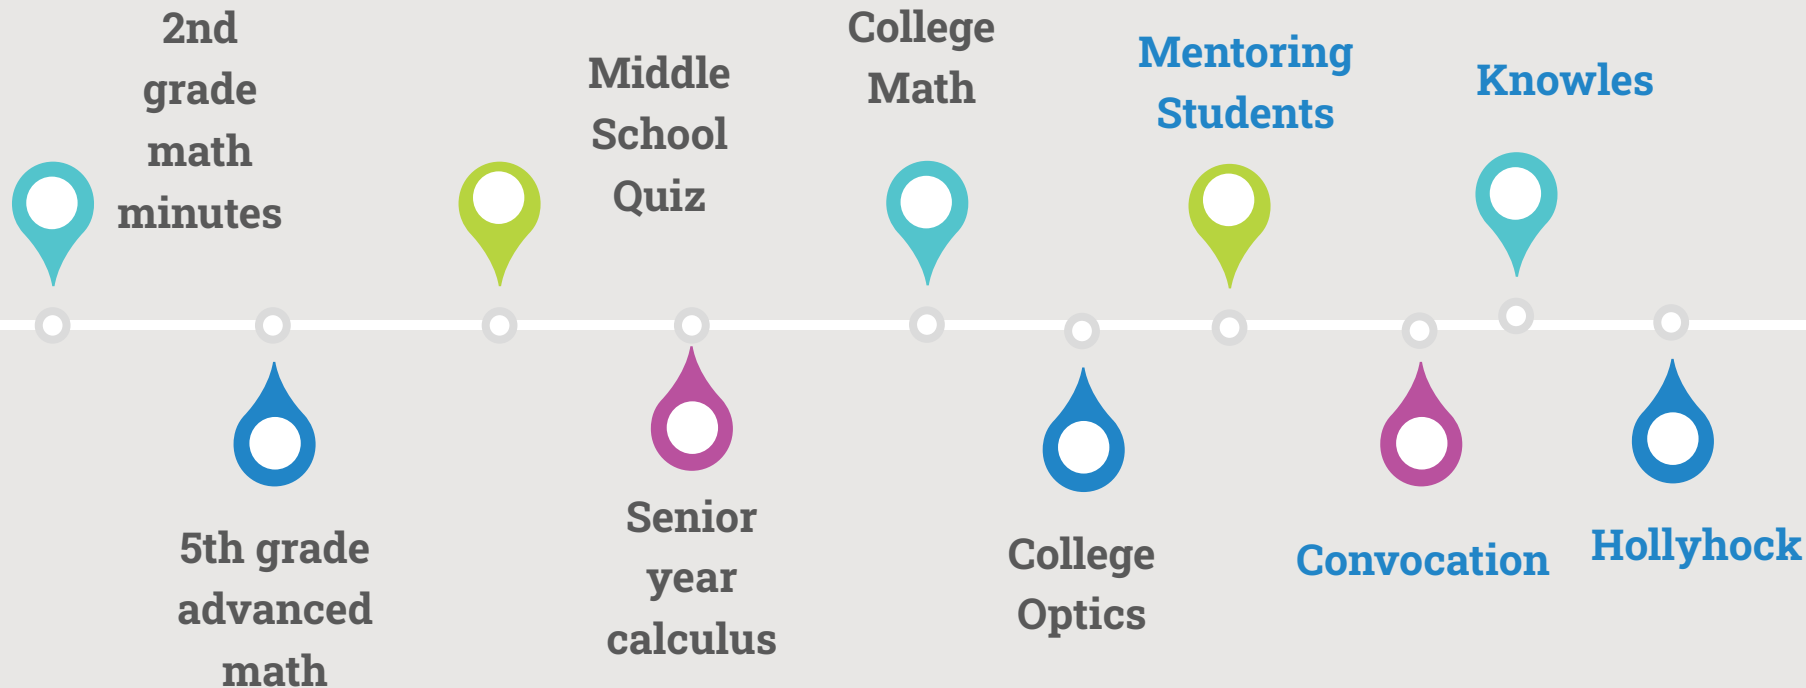 2nd
grade
math
minutes
5th grade
advanced
math
Middle
School
Quiz
Senior
year
calculus
College
Math
College
Optics
Mentoring
Students
Convocation
Knowles
Hollyhock